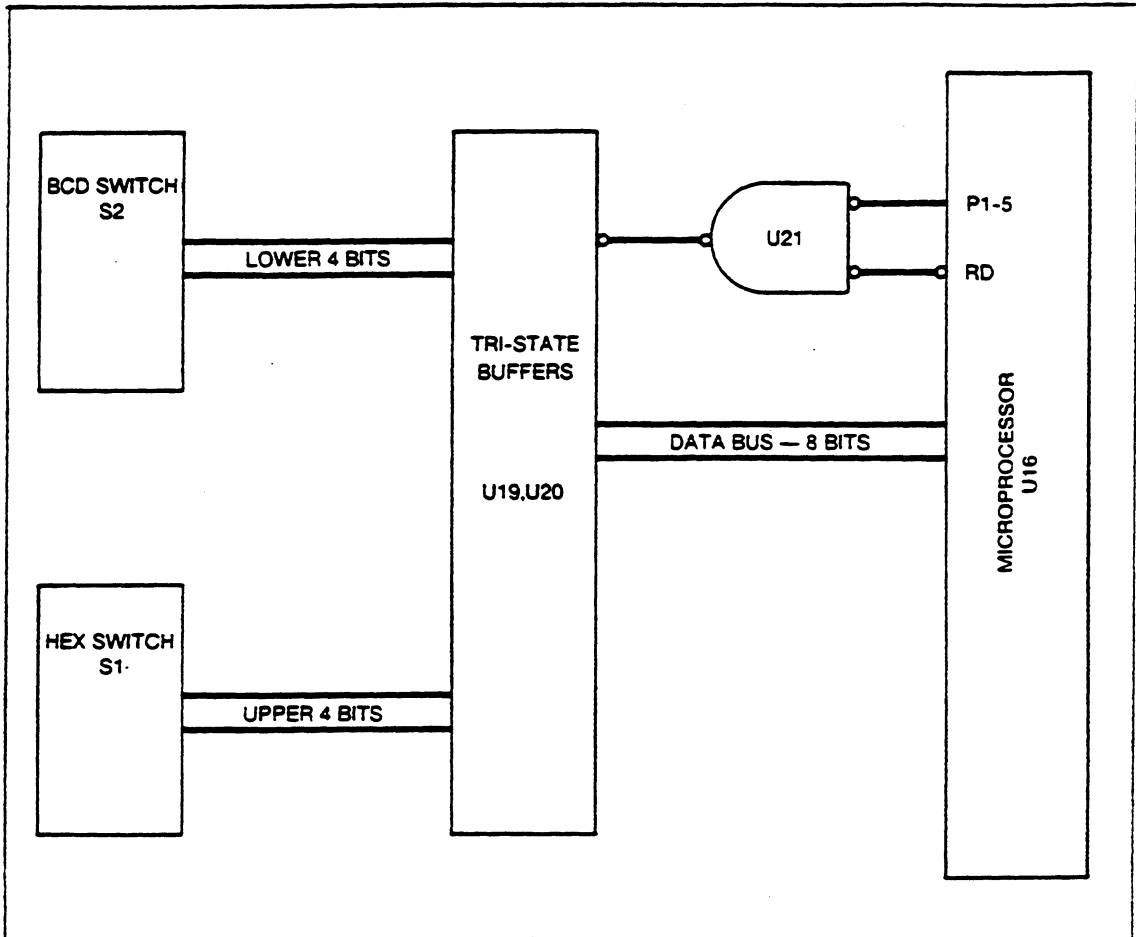 BCD SWITCH
S2
LOWER 4 BITS
U21
P1-5
RD
TRI-STATE
BUFFERS
DATA BUS — 8 BITS
U19,U20
MICROPROCESSOR
U16
HEX SWITCH
S1
UPPER 4 BITS